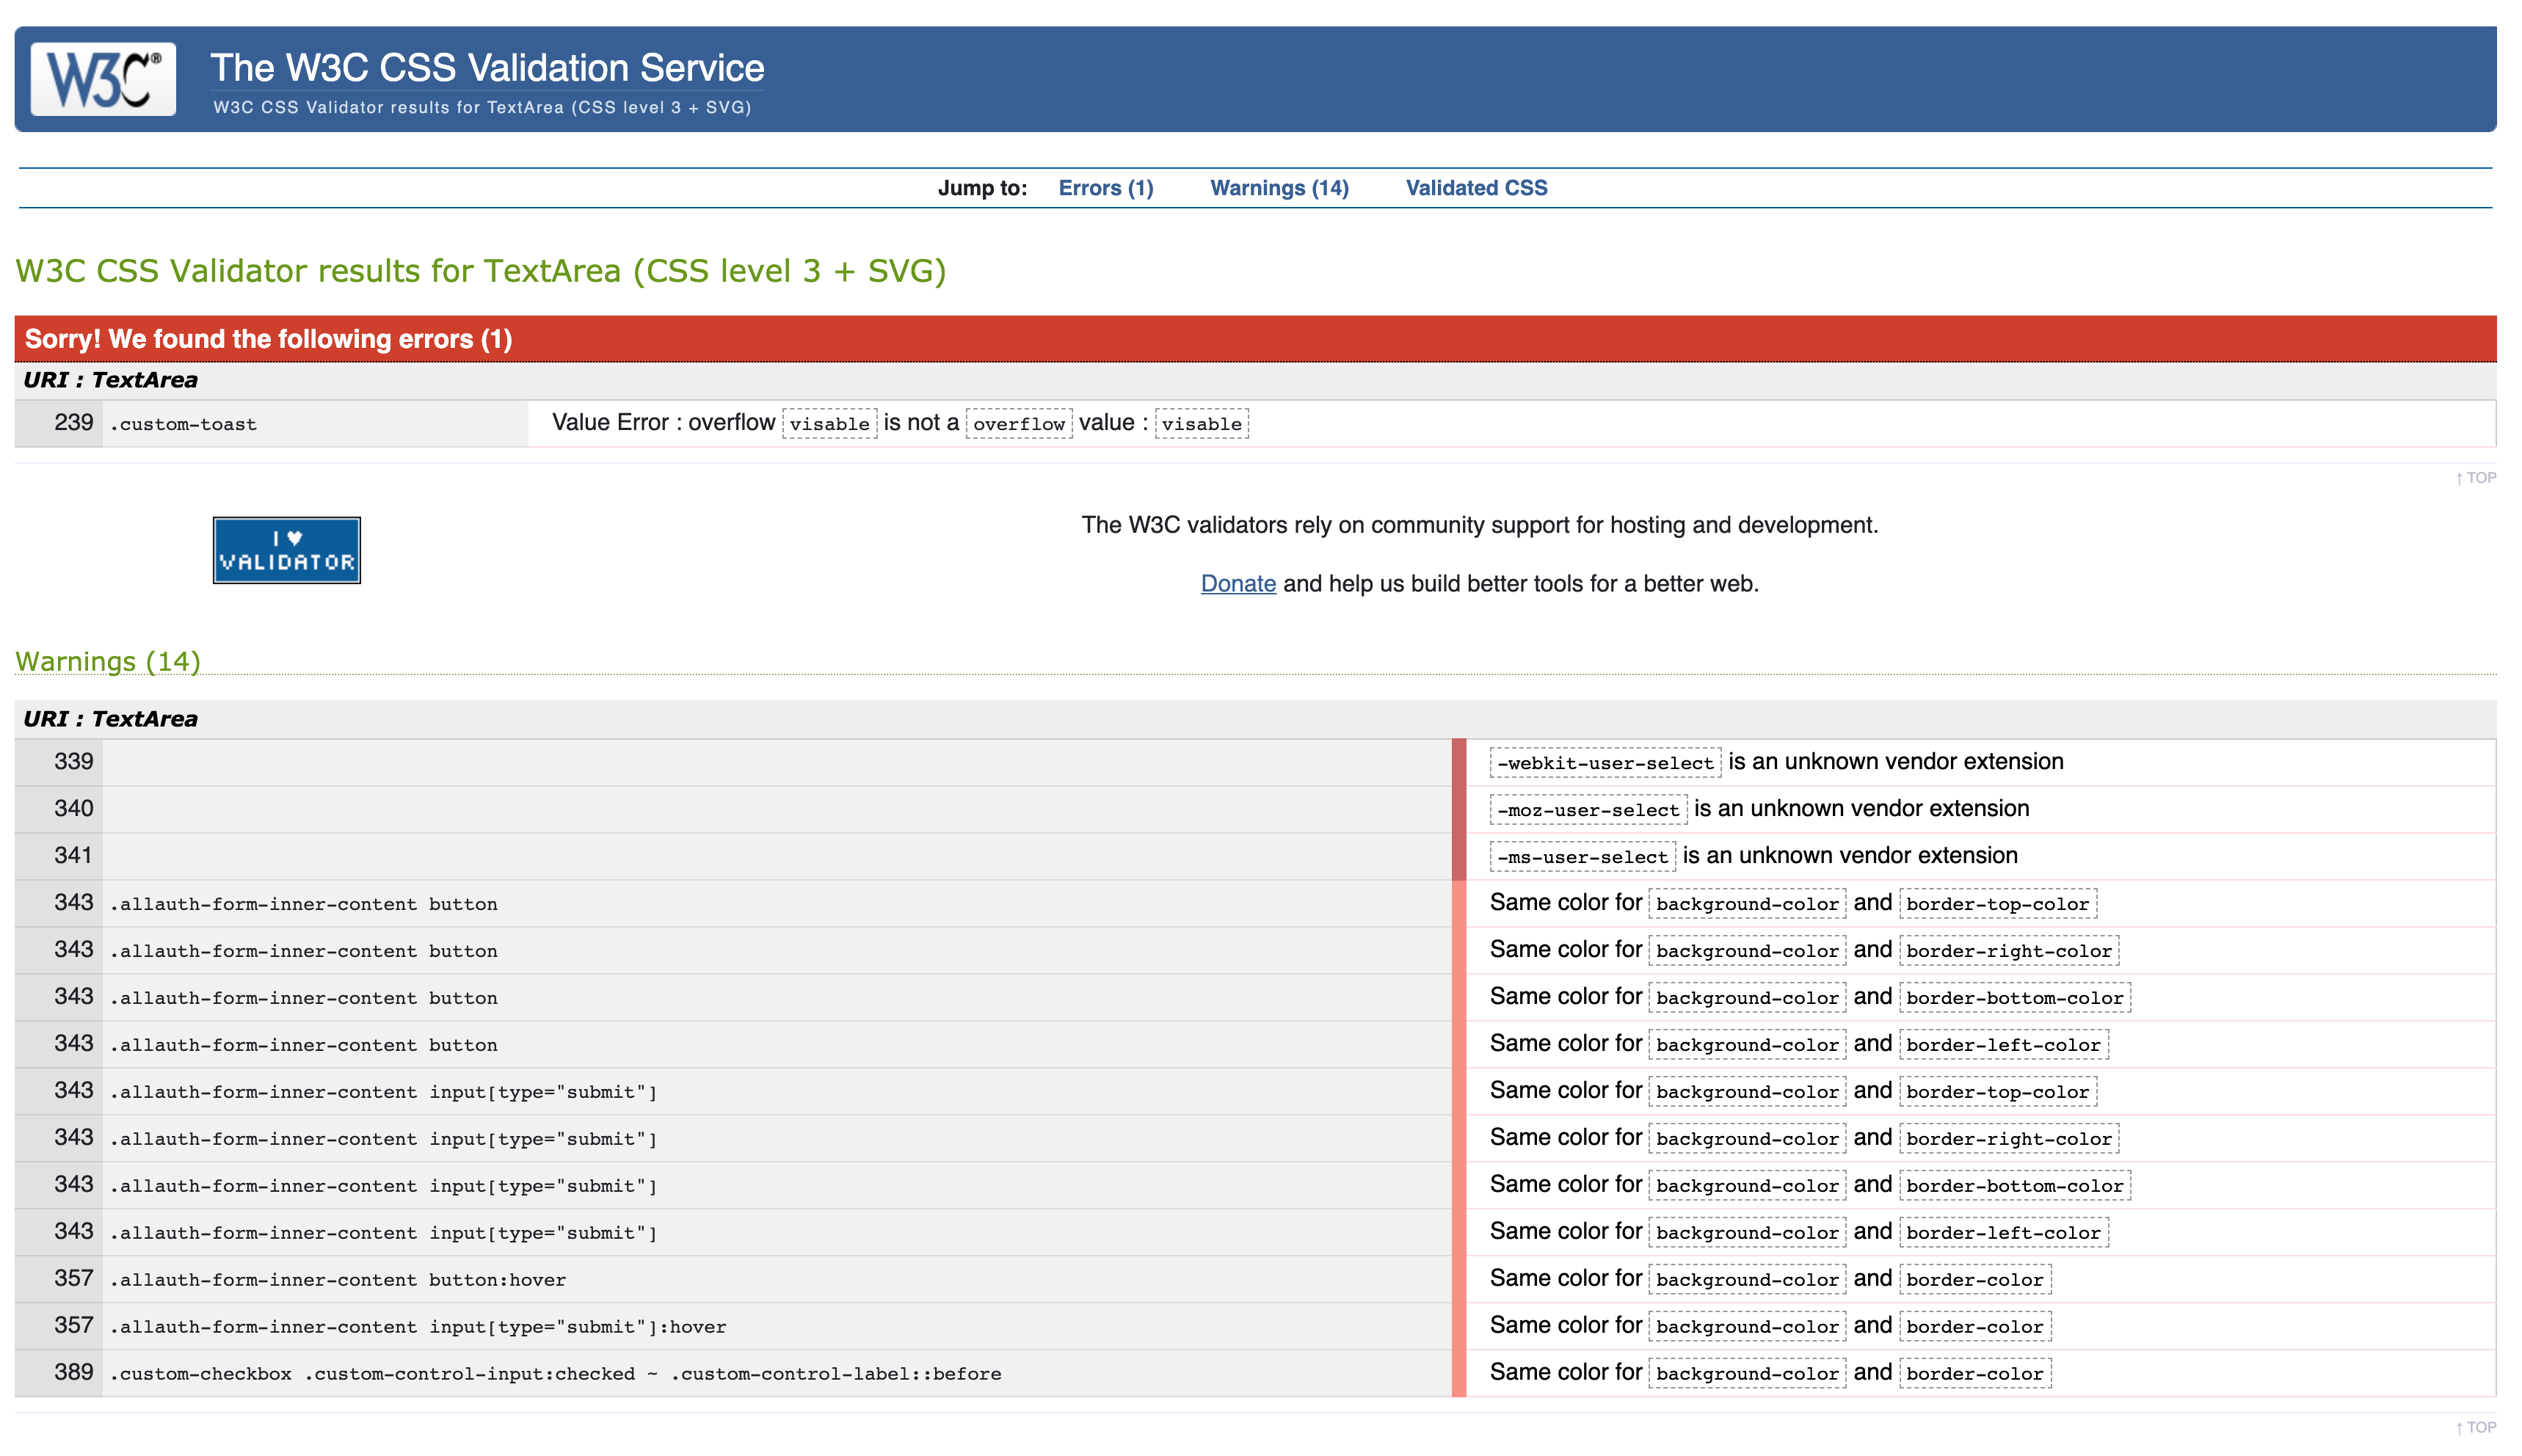 W3C®
The W3C CSS Validation Service
W3C CSS Validator results for TextArea (CSS level 3 + SVG)
Jump to: Errors (1) Warnings (14) Validated CSS
W3C CSS Validator results for TextArea (CSS level 3 + SVG)
Sorry! We found the following errors (1)
URI : TextArea
239 .custom-toast Value Error : overflow visable is not a overflow value : visable
↑ TOP
I ♥
VALIDATOR
The W3C validators rely on community support for hosting and development.
Donate and help us build better tools for a better web.
Warnings (14)
URI : TextArea
339 -webkit-user-select is an unknown vendor extension
340 -moz-user-select is an unknown vendor extension
341 -ms-user-select is an unknown vendor extension
343 .allauth-form-inner-content button Same color for background-color and border-top-color
343 .allauth-form-inner-content button Same color for background-color and border-right-color
343 .allauth-form-inner-content button Same color for background-color and border-bottom-color
343 .allauth-form-inner-content button Same color for background-color and border-left-color
343 .allauth-form-inner-content input[type="submit"] Same color for background-color and border-top-color
343 .allauth-form-inner-content input[type="submit"] Same color for background-color and border-right-color
343 .allauth-form-inner-content input[type="submit"] Same color for background-color and border-bottom-color
343 .allauth-form-inner-content input[type="submit"] Same color for background-color and border-left-color
357 .allauth-form-inner-content button:hover Same color for background-color and border-color
357 .allauth-form-inner-content input[type="submit"]:hover Same color for background-color and border-color
389 .custom-checkbox .custom-control-input:checked ~ .custom-control-label::before Same color for background-color and border-color
↑ TOP